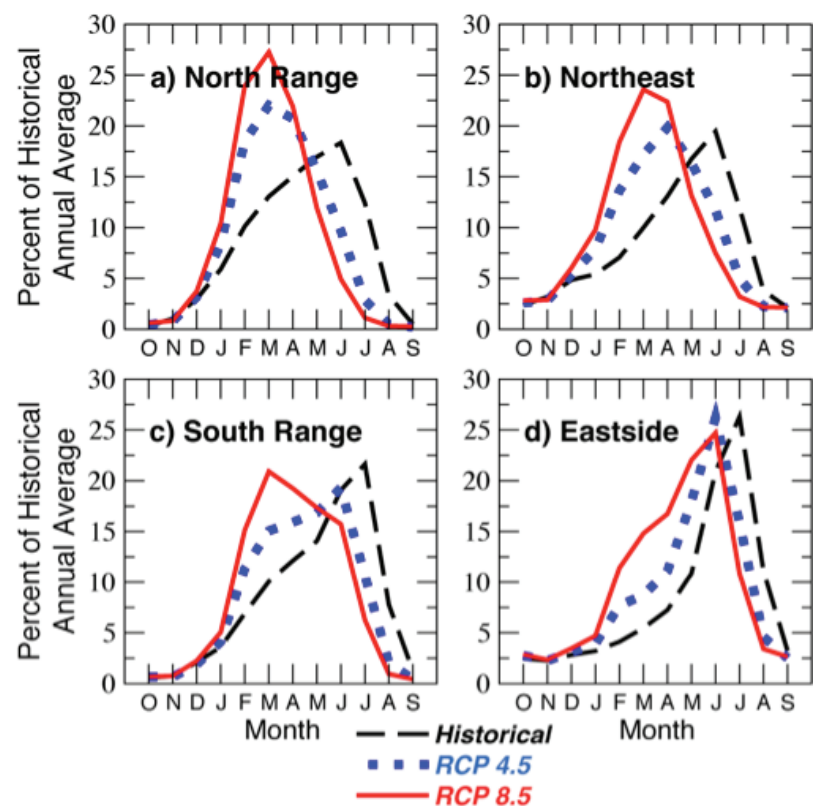 Percent of Historical
Annual Average
30
25
20
15
10
5
0
a) North Range
O N D J F M A M J J A S
30
25
20
15
10
5
0
b) Northeast
O N D J F M A M J J A S
Percent of Historical
Annual Average
30
25
20
15
10
5
0
c) South Range
O N D J F M A M J J A S
Month
30
25
20
15
10
5
0
d) Eastside
O N D J F M A M J J A S
Month
Historical
RCP 4.5
RCP 8.5